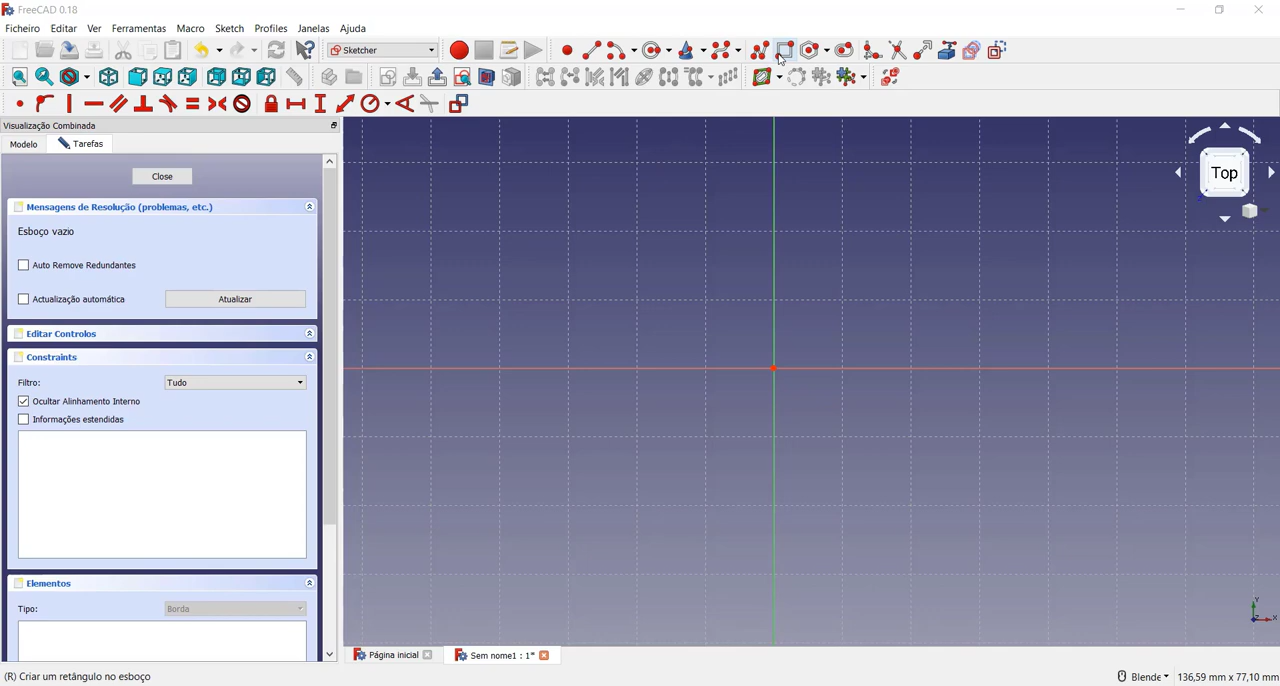 FreeCAD 0.18
Ficheiro Editar Ver Ferramentas Macro Sketch Profiles Janelas Ajuda
Sketcher
Visualização Combinada
Modelo Tarefas
Close
Mensagens de Resolução (problemas, etc.)
Esboço vazio
Auto Remove Redundantes
Actualização automática Atualizar
Editar Controlos
Constraints
Filtro: Tudo
Ocultar Alinhamento Interno
Informações estendidas
Elementos
Tipo: Borda
Top
Y
X
Z
Página inicial Sem nome1 : 1*
(R) Criar um retângulo no esboço
Blende 136,59 mm x 77,10 mm